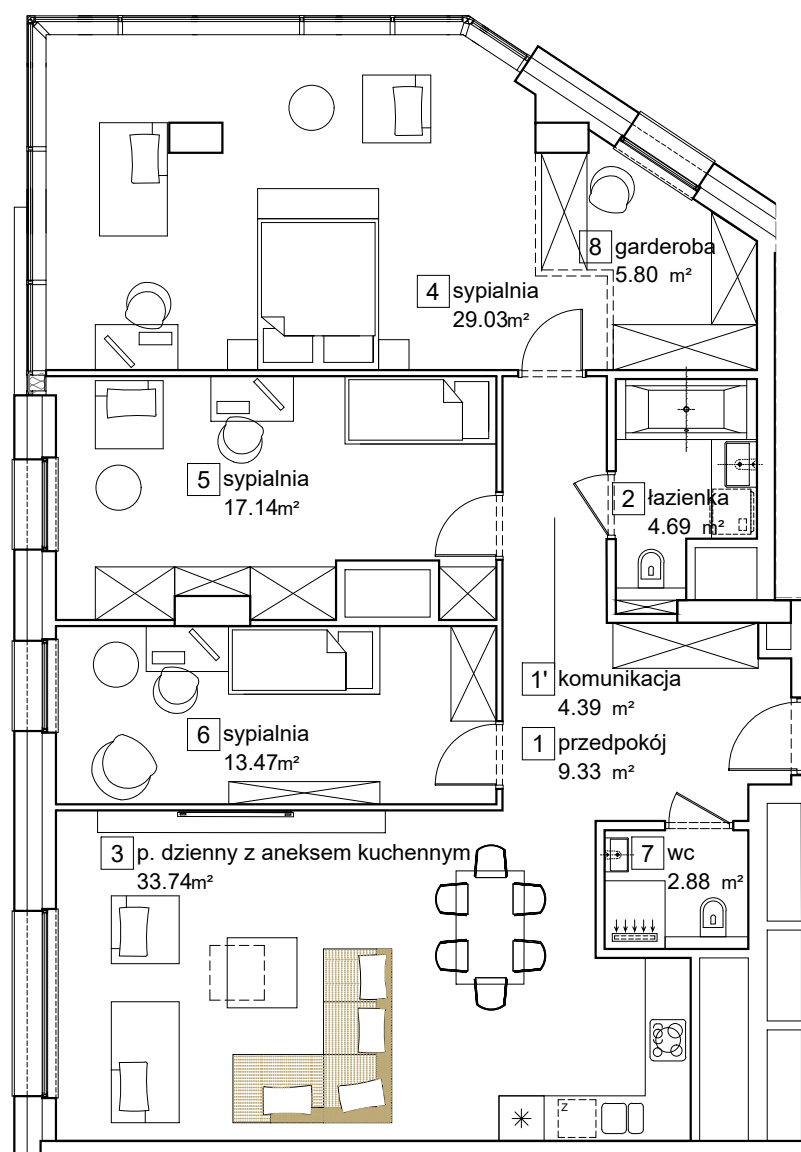 8 garderoba
5.80 m²
4 sypialnia
29.03m²
5 sypialnia
17.14m²
2 łazienka
4.69 m²
1' komunikacja
4.39 m²
6 sypialnia
13.47m²
1 przedpokój
9.33 m²
3 p. dzienny z aneksem kuchennym
33.74m²
7 wc
2.88 m²
z